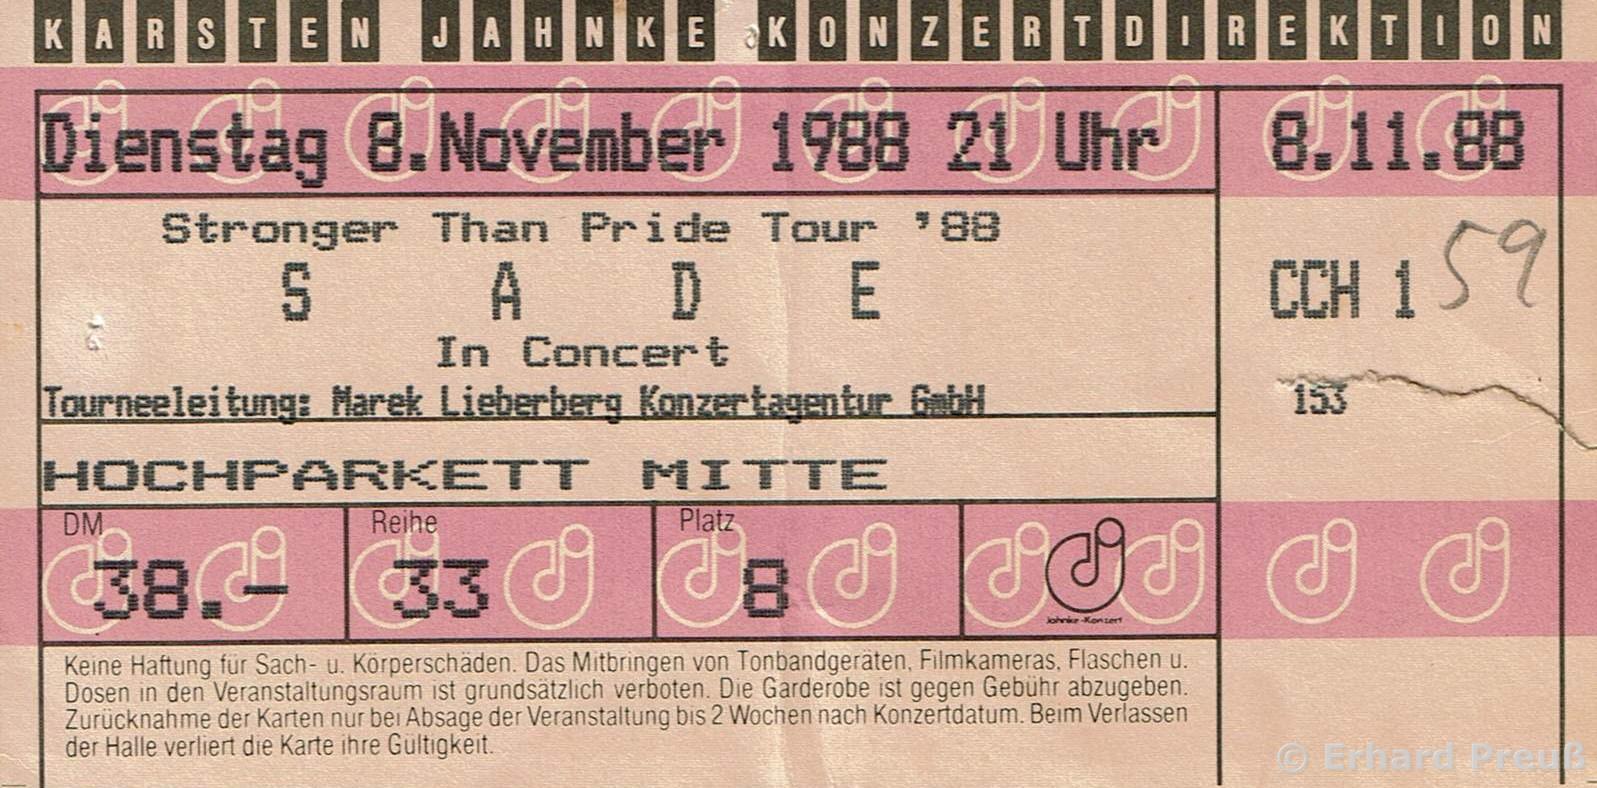 KARSTEN JAHNKE KONZERTDIREKTION
Dienstag 8.November 1988 21 Uhr
8.11.88
Stronger Than Pride Tour '88
S A D E
In Concert
Tourneeleitung: Marek Lieberberg Konzertagentur GmbH
CCH 1
59
153
HOCHPARKETT MITTE
DM Reihe Platz
38.- 33 8
Jahnke-Konzert
Keine Haftung für Sach- u. Körperschäden. Das Mitbringen von Tonbandgeräten, Filmkameras, Flaschen u.
Dosen in den Veranstaltungsraum ist grundsätzlich verboten. Die Garderobe ist gegen Gebühr abzugeben.
Zurücknahme der Karten nur bei Absage der Veranstaltung bis 2 Wochen nach Konzertdatum. Beim Verlassen
der Halle verliert die Karte ihre Gültigkeit.
© Erhard Preuß